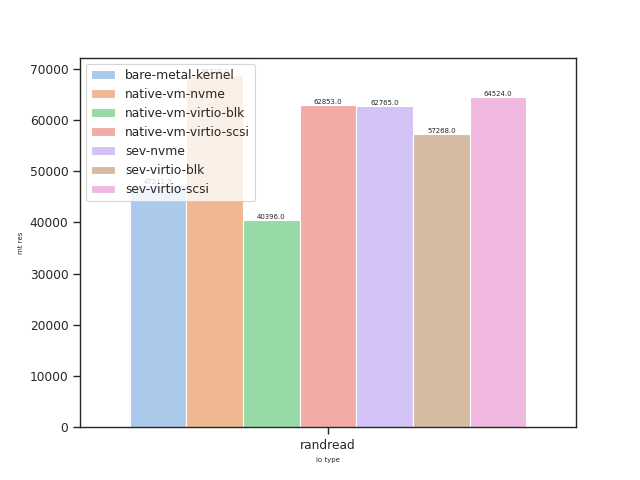 70000
60000
50000
40000
30000
20000
10000
0
mt res
bare-metal-kernel
native-vm-nvme
native-vm-virtio-blk
native-vm-virtio-scsi
sev-nvme
sev-virtio-blk
sev-virtio-scsi
40396.0
62853.0
62765.0
57268.0
64524.0
randread
io type